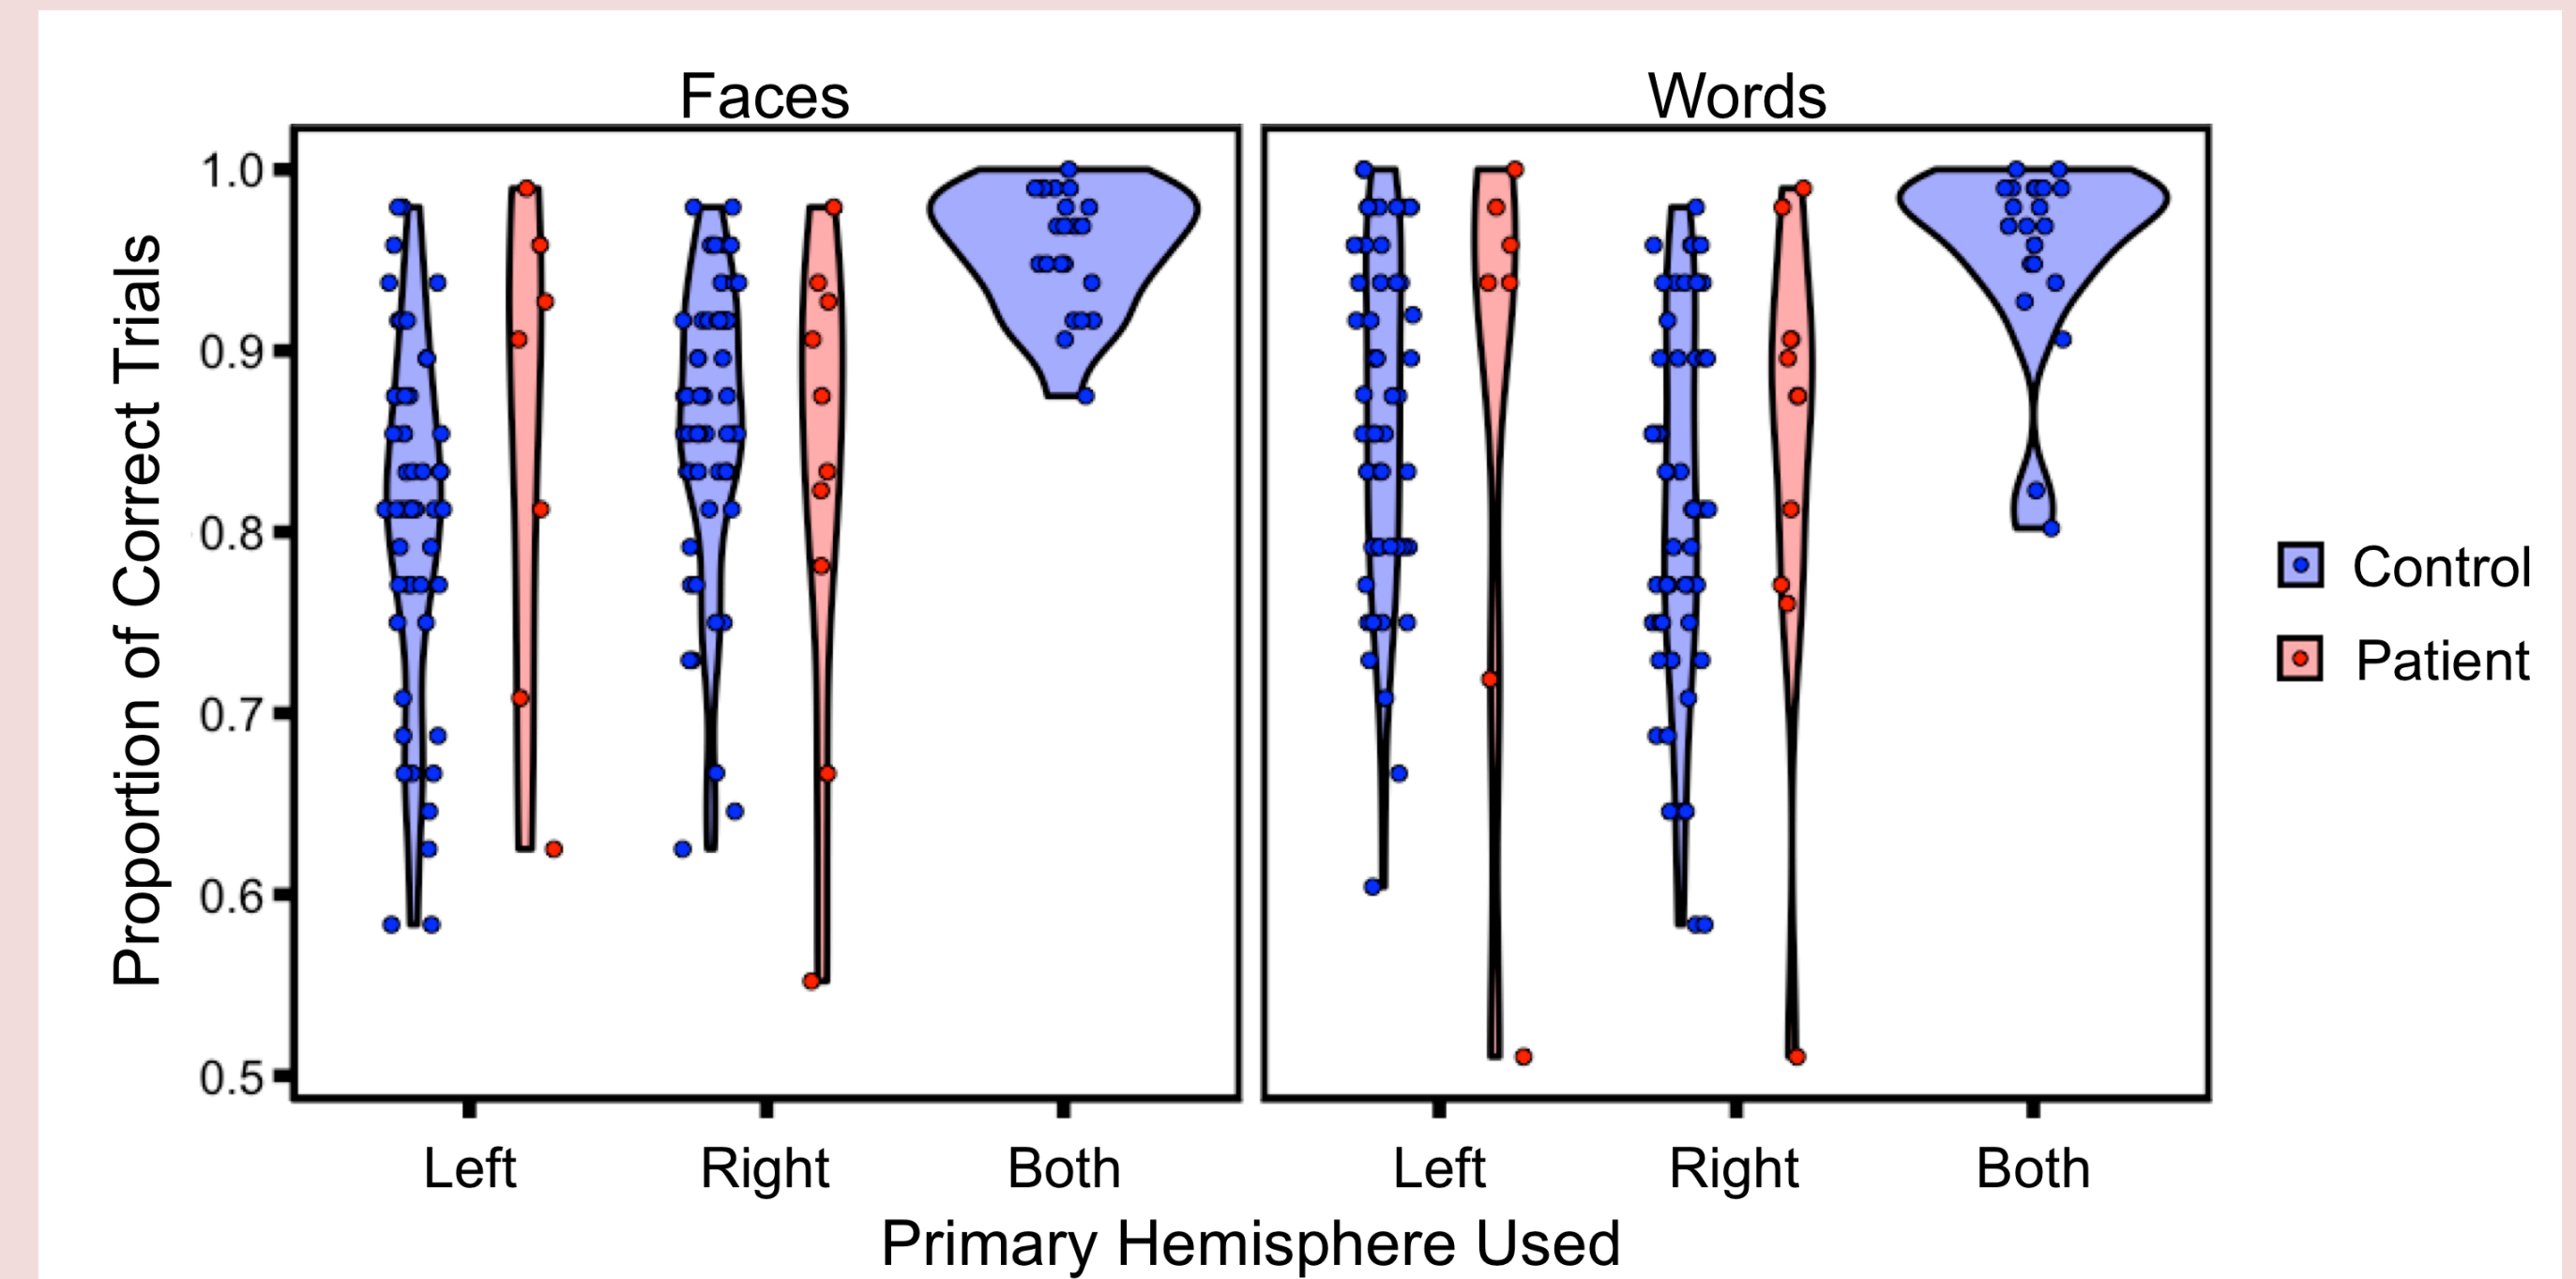 Faces
Words
Proportion of Correct Trials
1.0
0.9
0.8
0.7
0.6
0.5
Control
Patient
Left Right Both Left Right Both
Primary Hemisphere Used